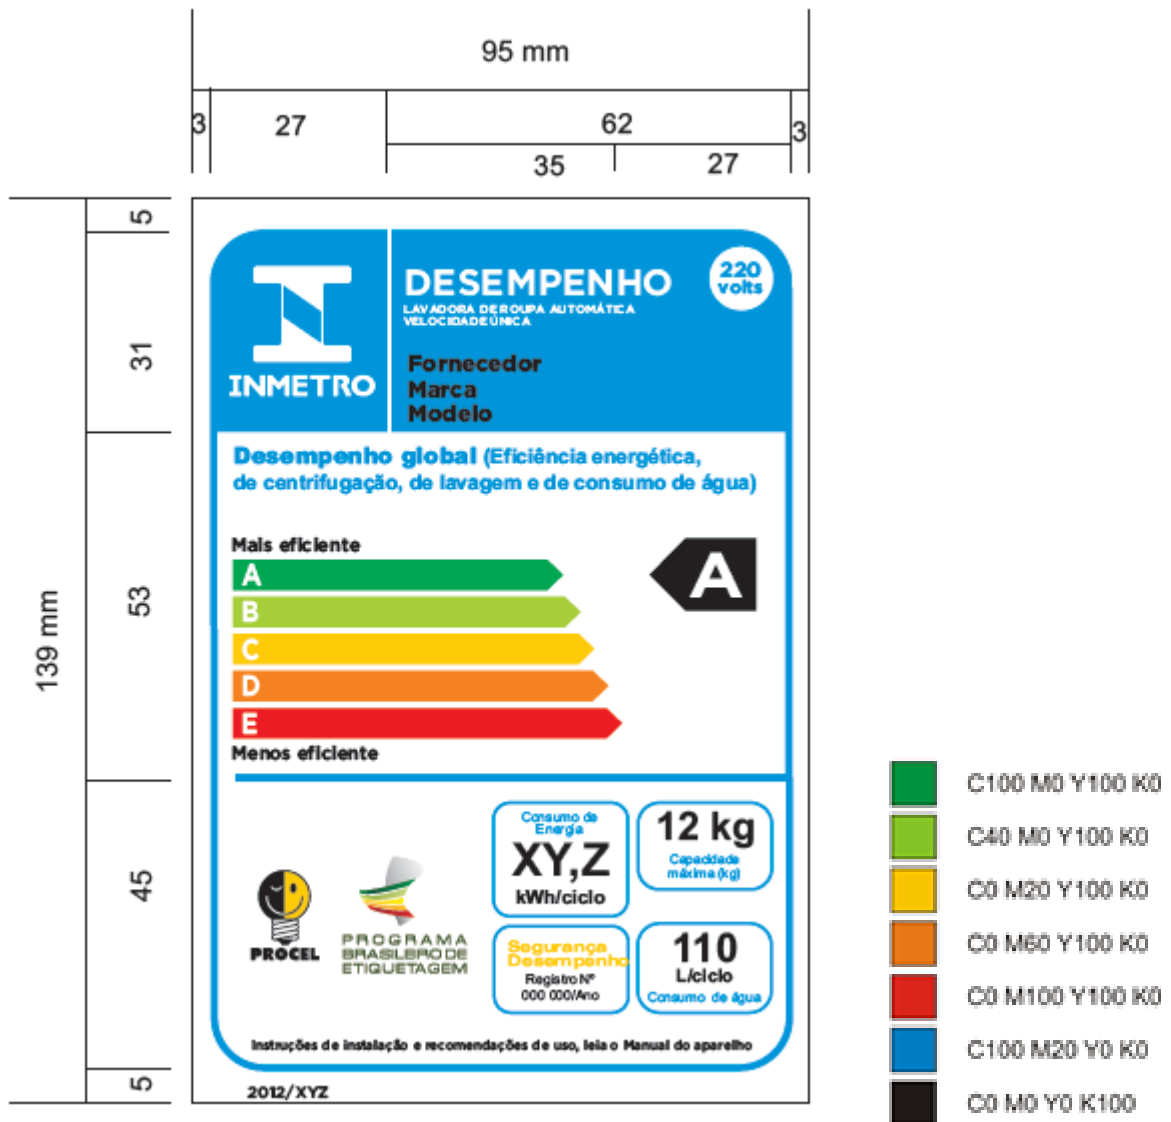 95 mm
3 27 62 3
35 27
139 mm
5
31
53
45
5
INMETRO
DESEMPENHO
LAVADORA DE ROUPA AUTOMÁTICA
VELOCIDADE ÚNICA
220
volts
Fornecedor
Marca
Modelo
Desempenho global (Eficiência energética,
de centrifugação, de lavagem e de consumo de água)
Mais eficiente
A
B
C
D
E
Menos eficiente
A
PROCEL
PROGRAMA
BRASILEIRO DE
ETIQUETAGEM
Consumo de
Energia
XY,Z
kWh/ciclo
12 kg
Capacidade
máxima (kg)
Segurança
Desempenho
Registro Nº
000 000/Ano
110
L/ciclo
Consumo de água
Instruções de instalação e recomendações de uso, leia o Manual do aparelho
2012/XYZ
C100 M0 Y100 K0
C40 M0 Y100 K0
C0 M20 Y100 K0
C0 M60 Y100 K0
C0 M100 Y100 K0
C100 M20 Y0 K0
C0 M0 Y0 K100